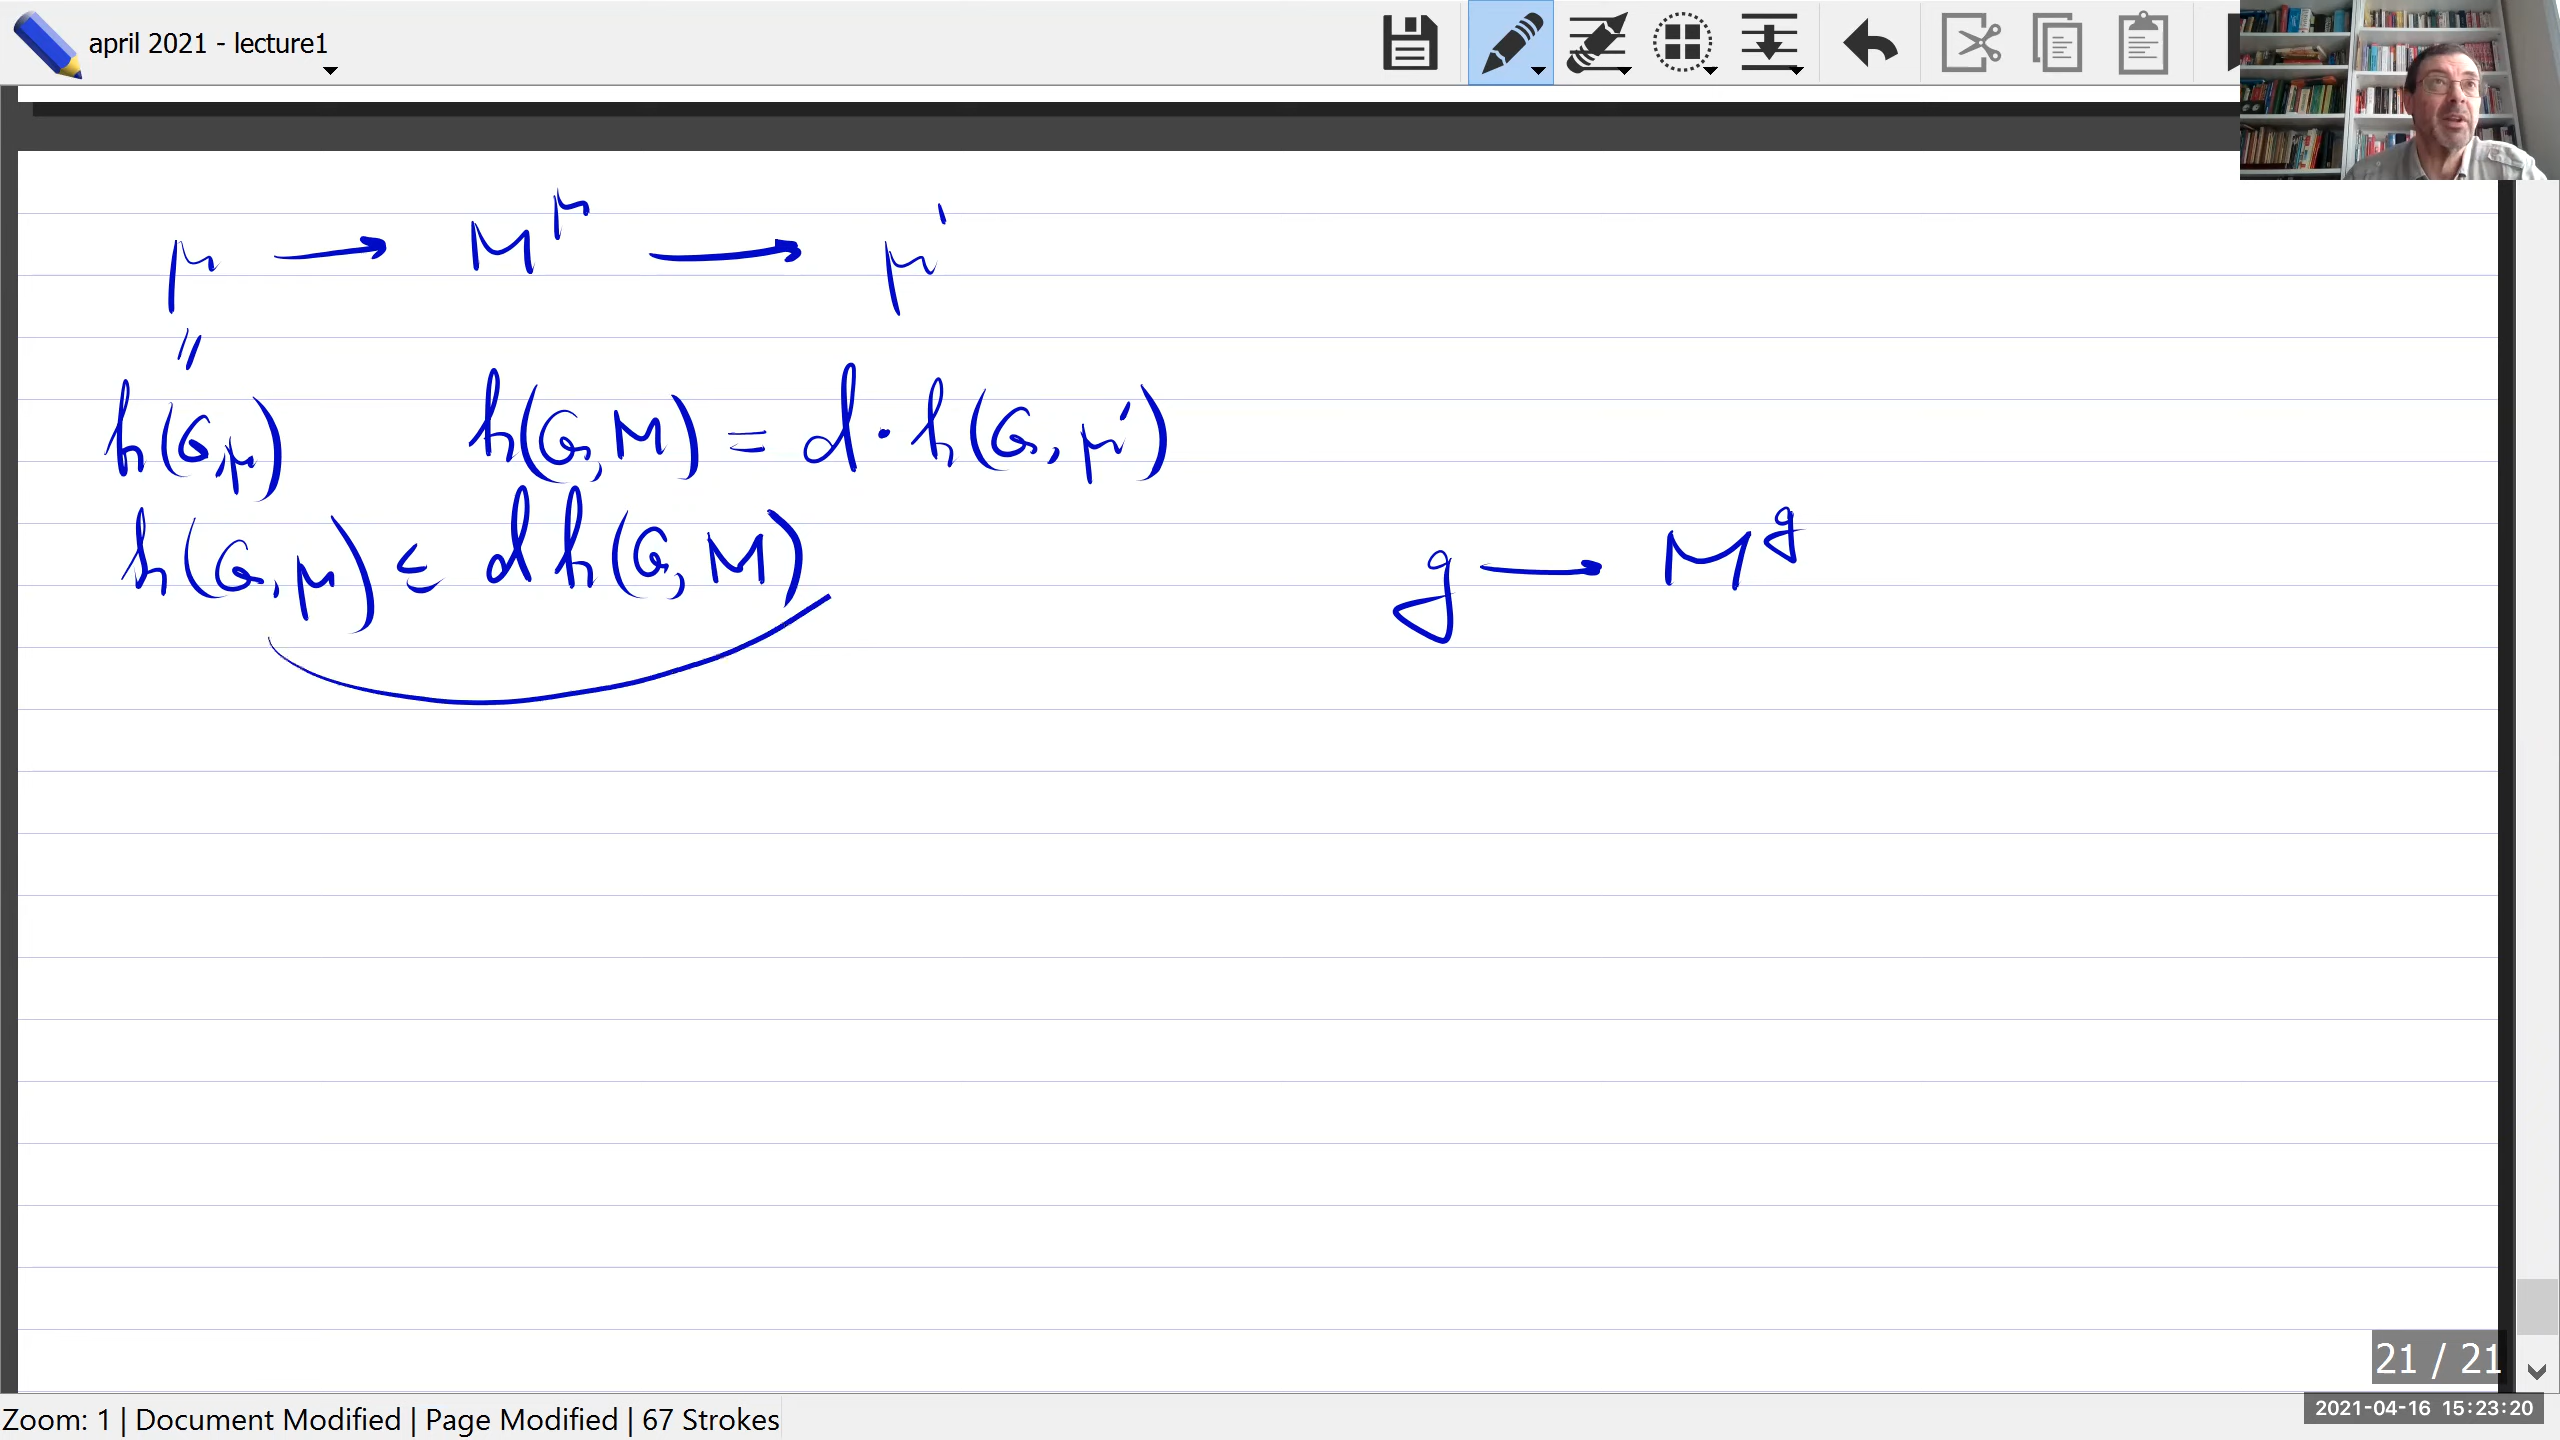 april 2021 - lecture1
μ → M^μ → μ'
"
h(G,μ) h(G,M) = d·h(G,μ')
h(G,μ) ≤ d h(G,M)
g → M^g
21 / 21
Zoom: 1 | Document Modified | Page Modified | 67 Strokes
2021-04-16 15:23:20